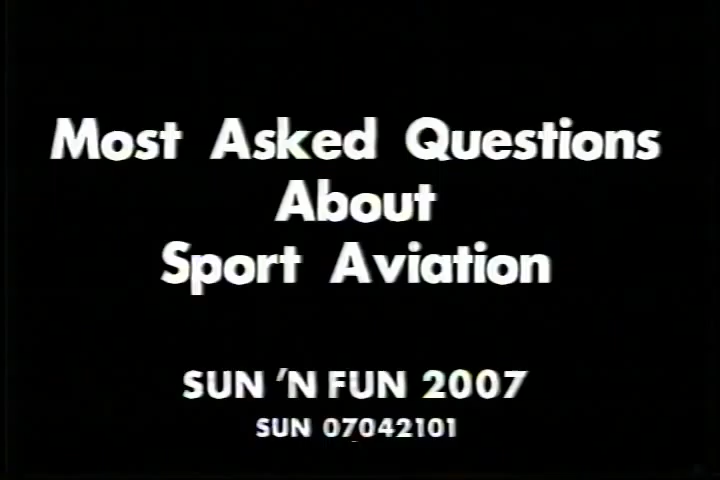 Most Asked Questions
About
Sport Aviation
SUN 'N FUN 2007
SUN 07042101